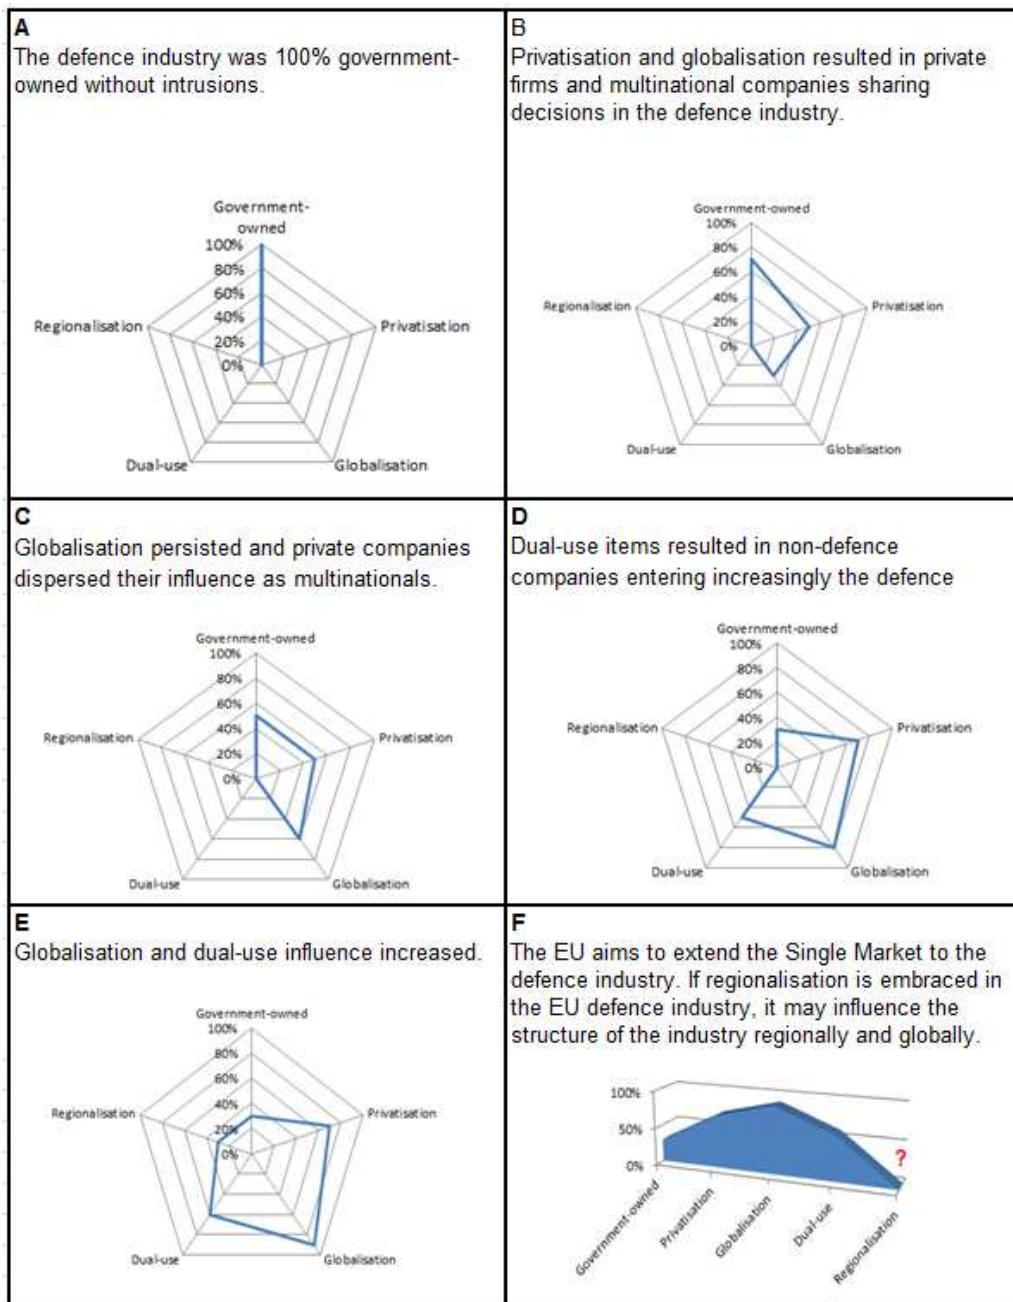 A
The defence industry was 100% government-
owned without intrusions.
Government-
owned
100%
80%
60%
40%
20%
0%
Regionalisation
Privatisation
Dual-use
Globalisation
B
Privatisation and globalisation resulted in private
firms and multinational companies sharing
decisions in the defence industry.
Government-owned
100%
80%
60%
40%
20%
0%
Regionalisation
Privatisation
Dual-use
Globalisation
C
Globalisation persisted and private companies
dispersed their influence as multinationals.
Government-owned
100%
80%
60%
40%
20%
0%
Regionalisation
Privatisation
Dual-use
Globalisation
D
Dual-use items resulted in non-defence
companies entering increasingly the defence
Government-owned
100%
80%
60%
40%
20%
0%
Regionalisation
Privatisation
Dual-use
Globalisation
E
Globalisation and dual-use influence increased.
Government-owned
100%
80%
60%
40%
20%
0%
Regionalisation
Privatisation
Dual-use
Globalisation
F
The EU aims to extend the Single Market to the
defence industry. If regionalisation is embraced in
the EU defence industry, it may influence the
structure of the industry regionally and globally.
100%
50%
0%
?
Government-owned
Privatisation
Globalisation
Dual-use
Regionalisation